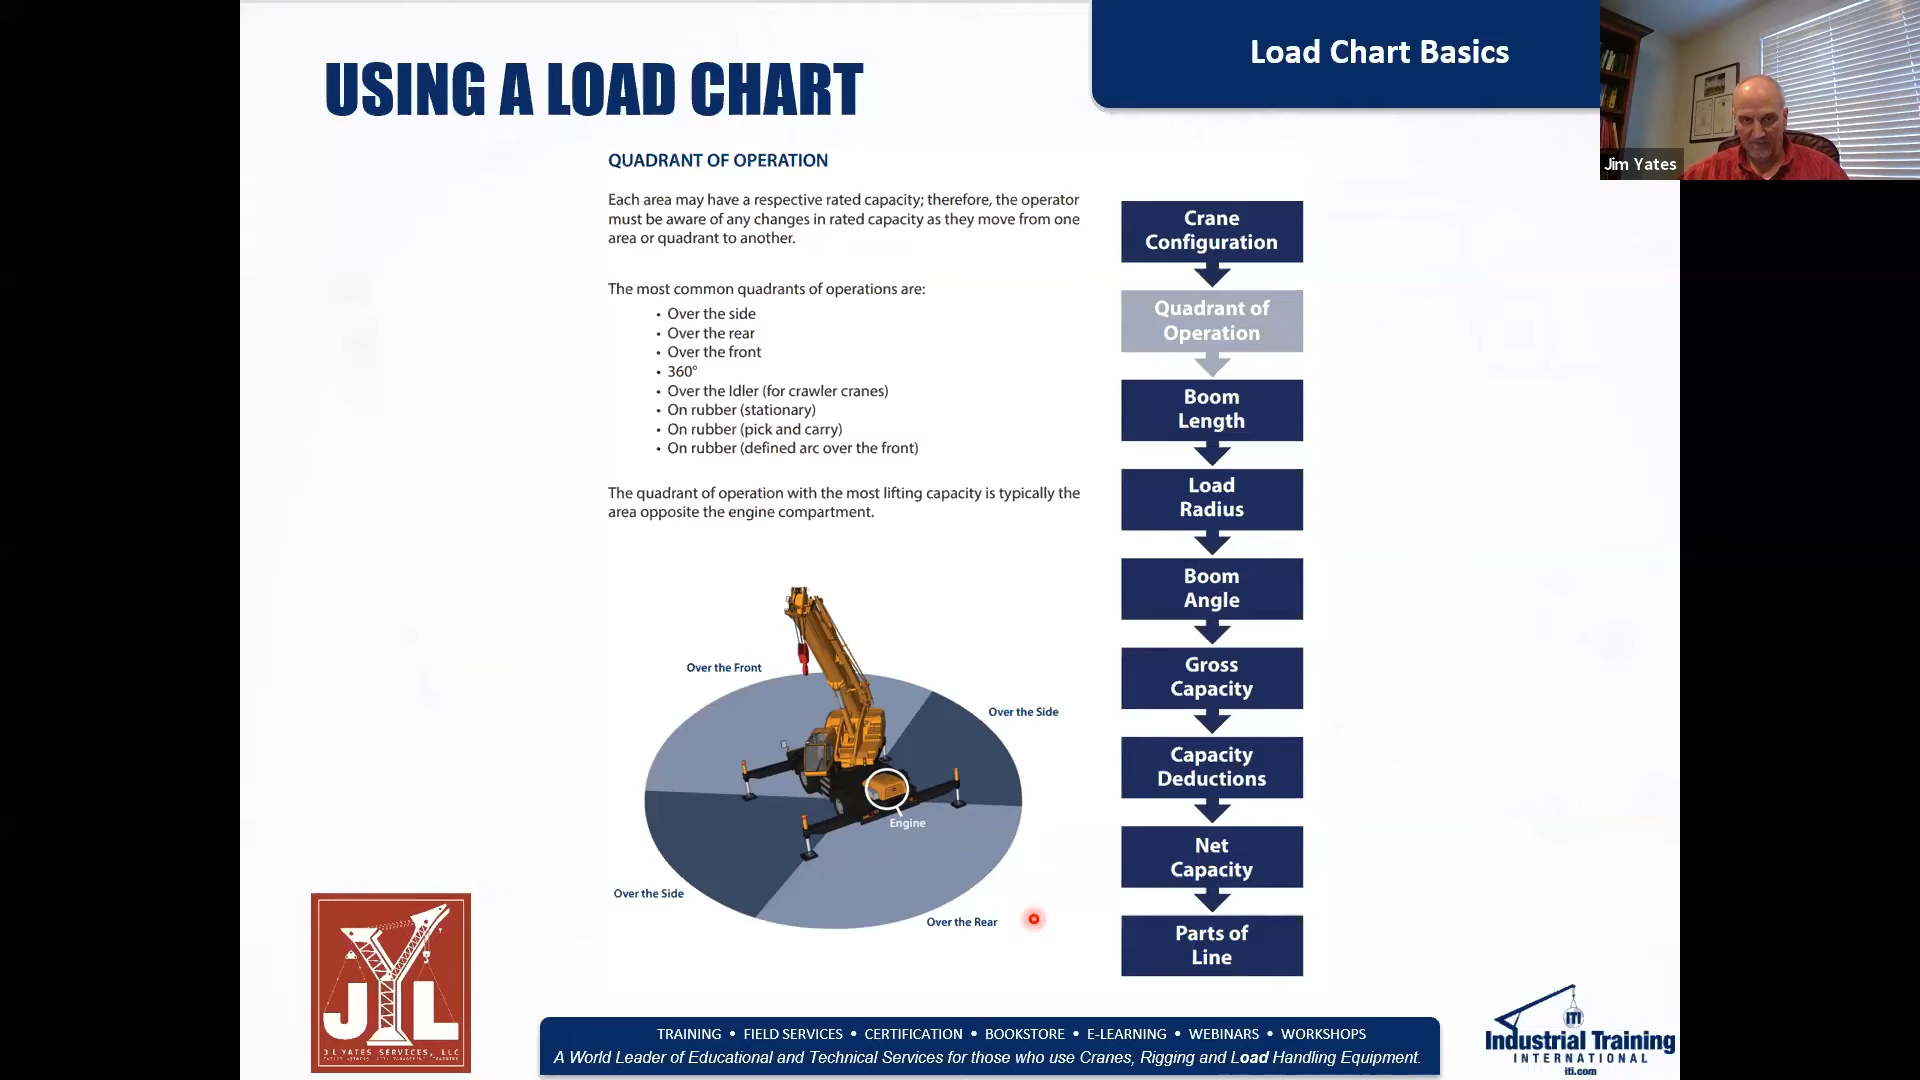 USING A LOAD CHART
Load Chart Basics
Jim Yates
QUADRANT OF OPERATION
Each area may have a respective rated capacity; therefore, the operator
must be aware of any changes in rated capacity as they move from one
area or quadrant to another.
The most common quadrants of operations are:
• Over the side
• Over the rear
• Over the front
• 360°
• Over the Idler (for crawler cranes)
• On rubber (stationary)
• On rubber (pick and carry)
• On rubber (defined arc over the front)
The quadrant of operation with the most lifting capacity is typically the
area opposite the engine compartment.
Over the Front
Over the Side
Engine
Over the Side
Over the Rear
Crane
Configuration
Quadrant of
Operation
Boom
Length
Load
Radius
Boom
Angle
Gross
Capacity
Capacity
Deductions
Net
Capacity
Parts of
Line
JYL
J D L YATES SERVICES, LLC
TRAINING • FIELD SERVICES • CERTIFICATION • BOOKSTORE • E-LEARNING • WEBINARS • WORKSHOPS
A World Leader of Educational and Technical Services for those who use Cranes, Rigging and Load Handling Equipment.
ITI
Industrial Training
INTERNATIONAL
iti.com